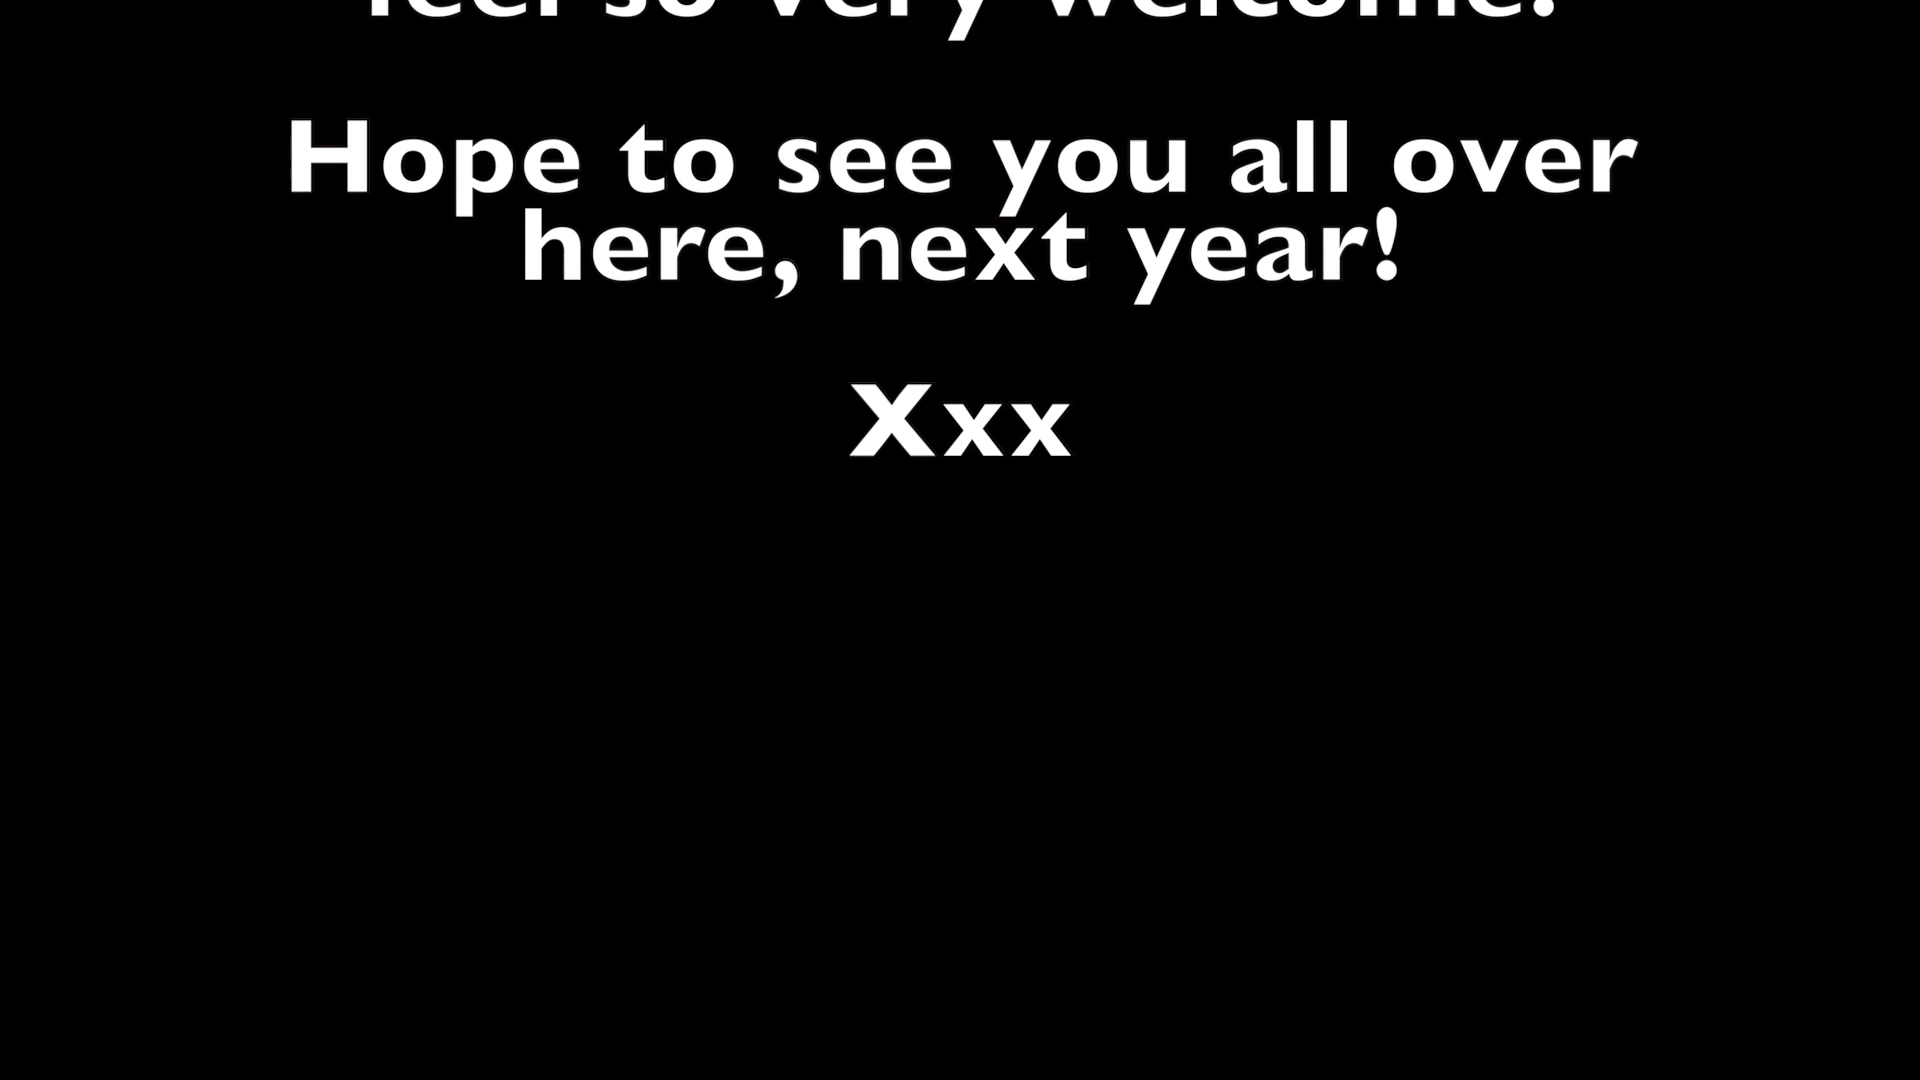 feel so very welcome.
Hope to see you all over
here, next year!
Xxx